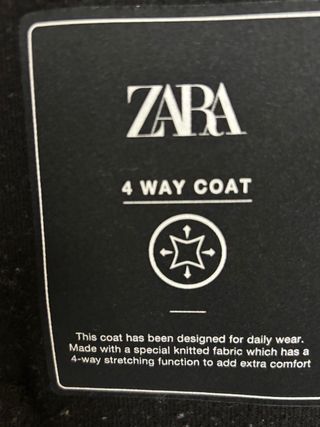 ZARA
4 WAY COAT
This coat has been designed for daily wear.
Made with a special knitted fabric which has a
4-way stretching function to add extra comfort